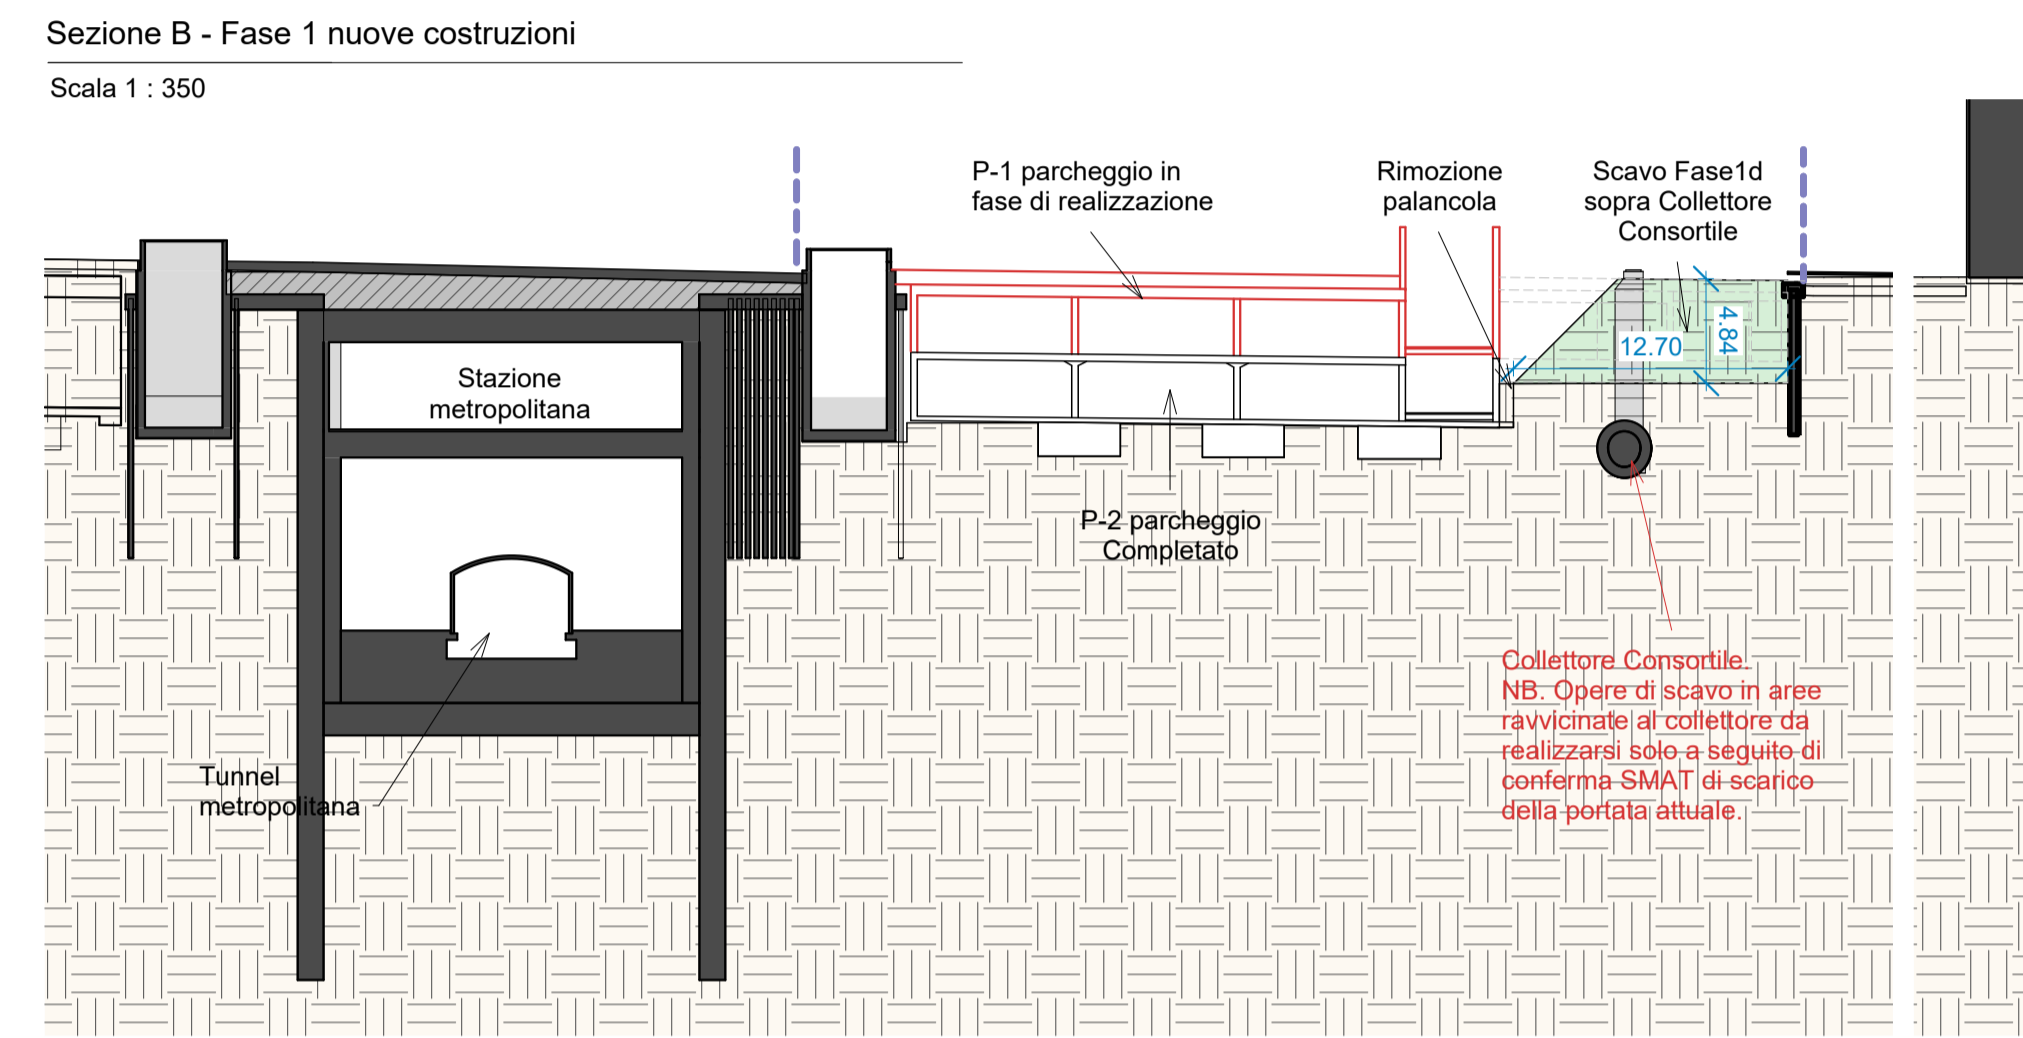 Sezione B - Fase 1 nuove costruzioni
Scala 1 : 350
P-1 parcheggio in
fase di realizzazione
Rimozione
palancola
Scavo Fase1d
sopra Collettore
Consortile
4.84
12.70
Stazione
metropolitana
P-2 parcheggio
Completato
Collettore Consortile.
NB. Opere di scavo in aree
ravvicinate al collettore da
realizzarsi solo a seguito di
conferma SMAT di scarico
della portata attuale.
Tunnel
metropolitana